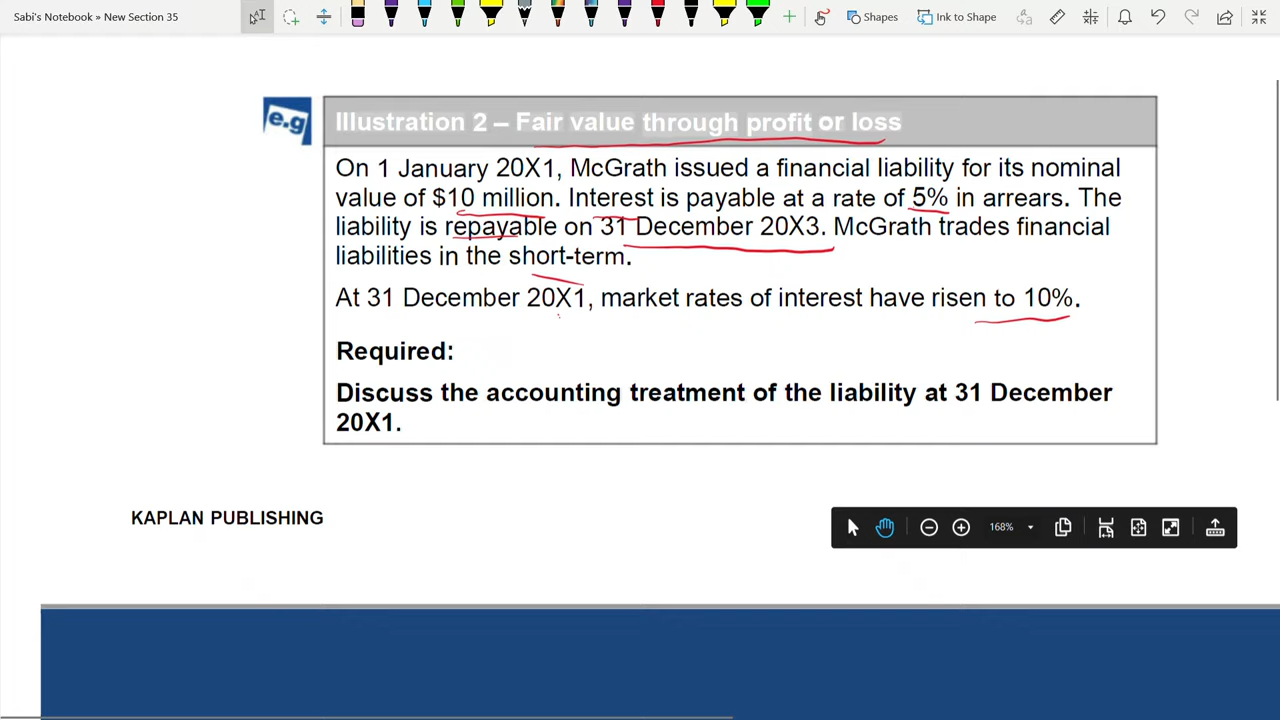 Sabi's Notebook » New Section 35
Shapes
Ink to Shape
e.g
Illustration 2 – Fair value through profit or loss
On 1 January 20X1, McGrath issued a financial liability for its nominal
value of $10 million. Interest is payable at a rate of 5% in arrears. The
liability is repayable on 31 December 20X3. McGrath trades financial
liabilities in the short-term.
At 31 December 20X1, market rates of interest have risen to 10%.
Required:
Discuss the accounting treatment of the liability at 31 December
20X1.
KAPLAN PUBLISHING
168%